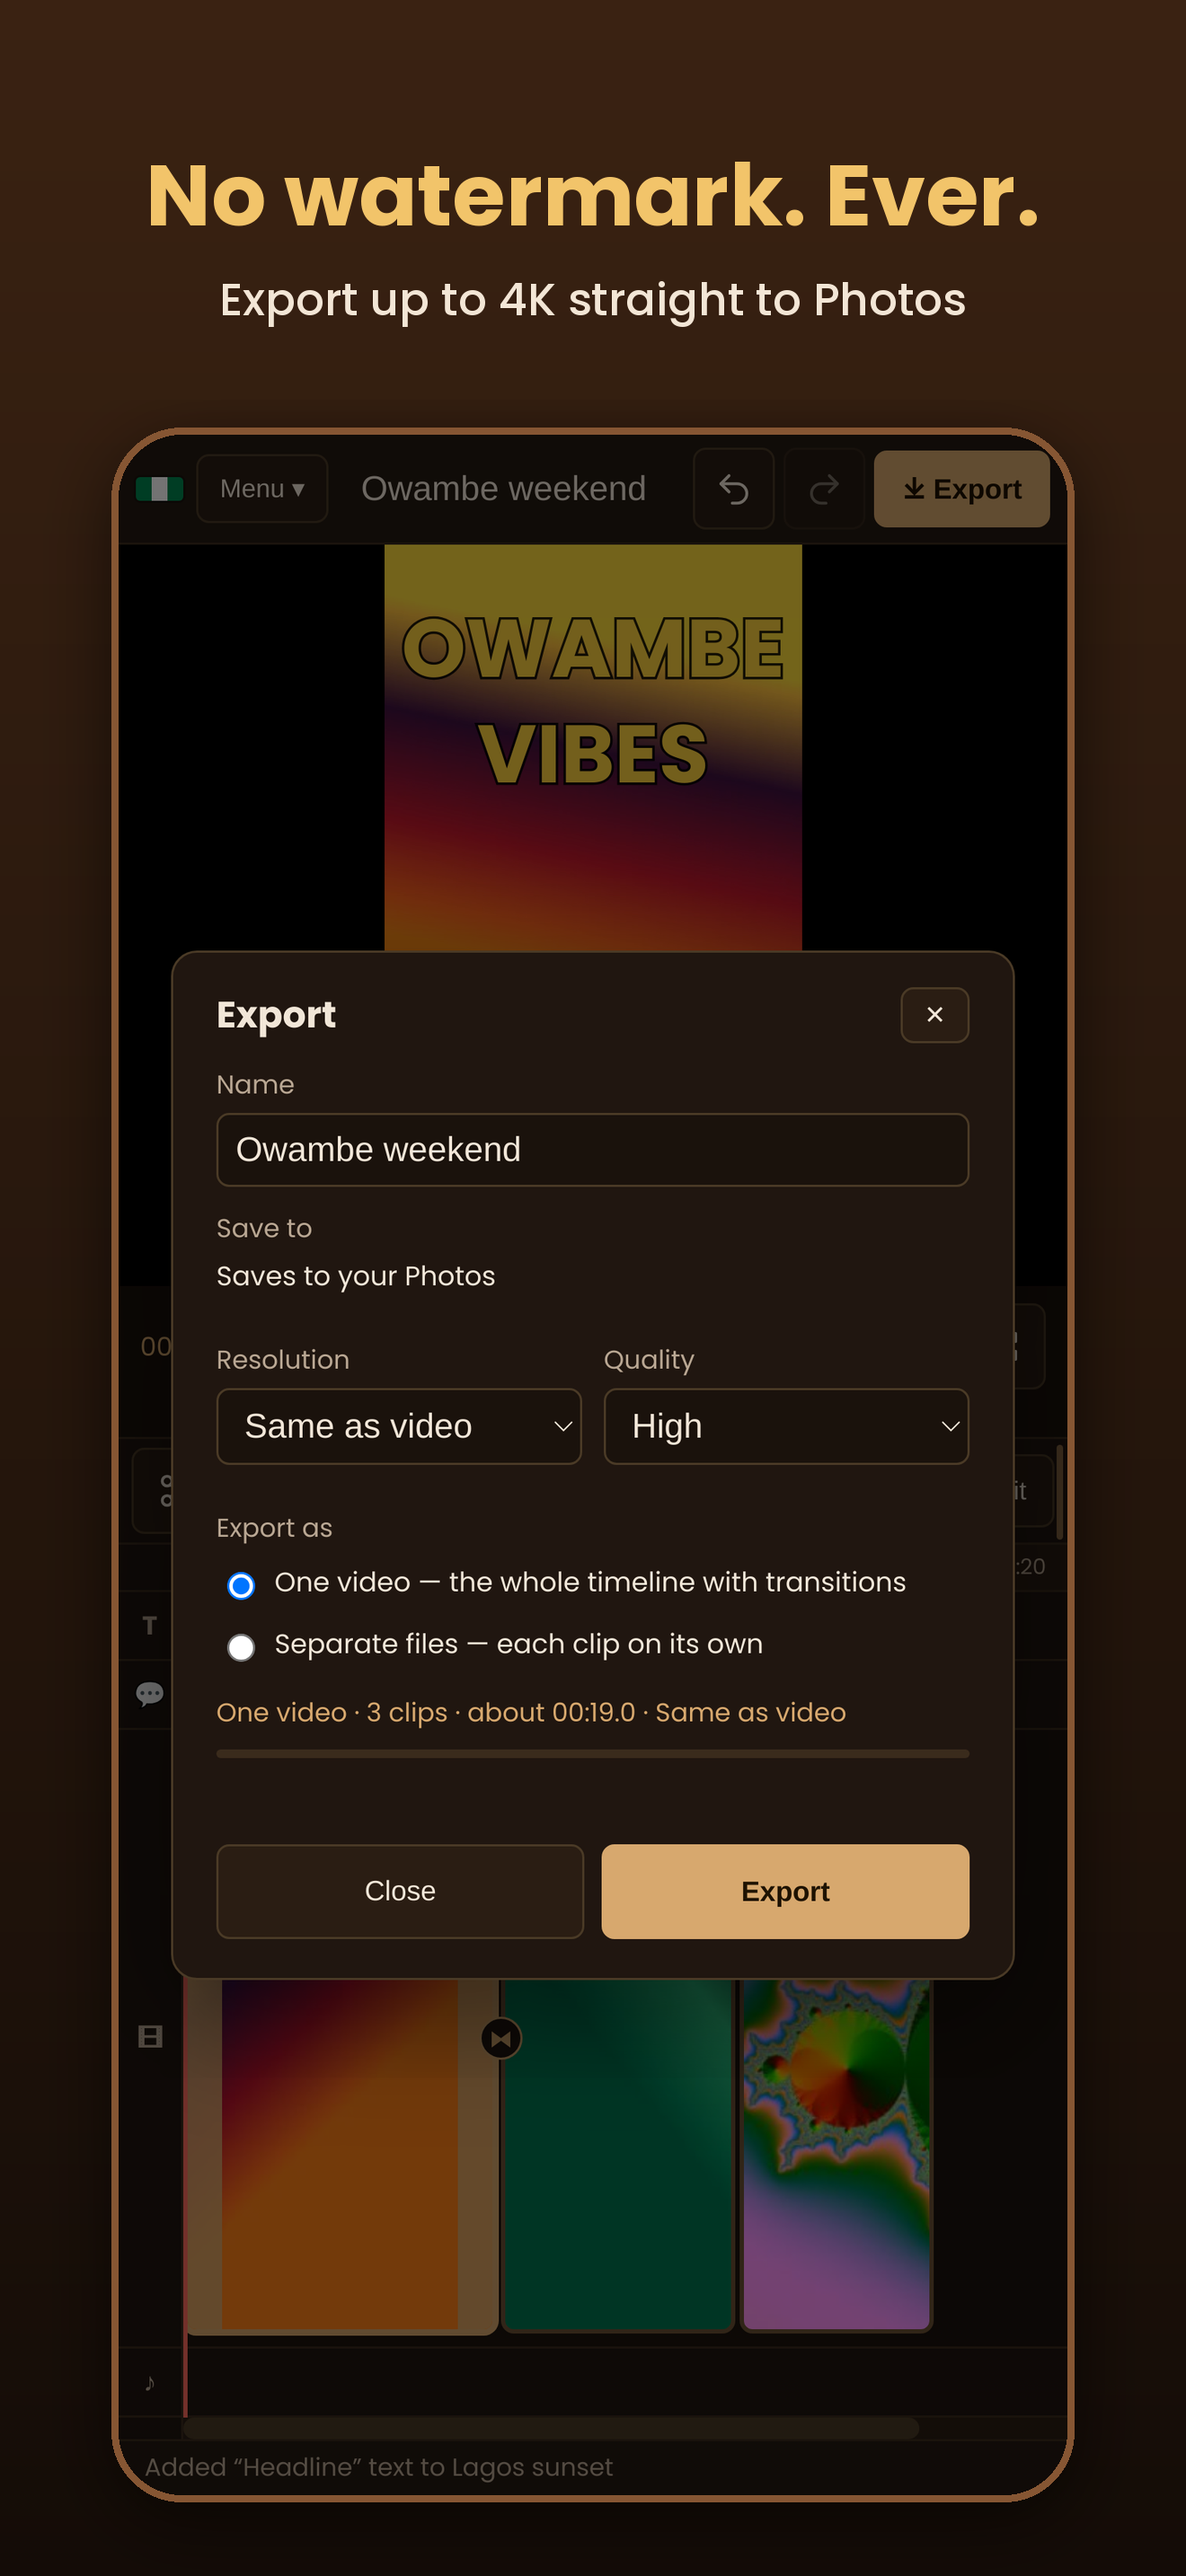 No watermark. Ever.
Export up to 4K straight to Photos
Menu ▾ Owambe weekend Export
OWAMBE
VIBES
Export ✕
Name
Owambe weekend
Save to
Saves to your Photos
00
Resolution Quality
Same as video High
it
Export as
:20
One video — the whole timeline with transitions
T
Separate files — each clip on its own
One video · 3 clips · about 00:19.0 · Same as video
Close Export
♪
Added “Headline” text to Lagos sunset